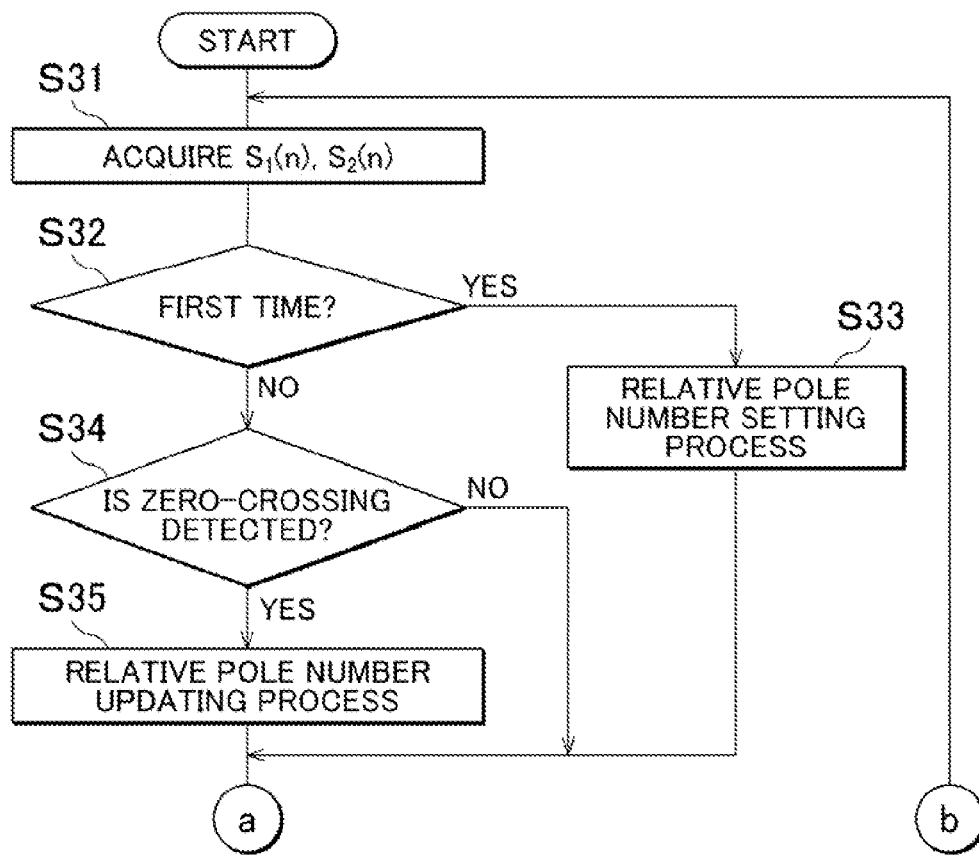 START
S31
ACQUIRE S₁(n), S₂(n)
S32
FIRST TIME?
YES
S33
NO
RELATIVE POLE
NUMBER SETTING
PROCESS
S34
IS ZERO-CROSSING
DETECTED?
NO
S35
YES
RELATIVE POLE NUMBER
UPDATING PROCESS
a
b